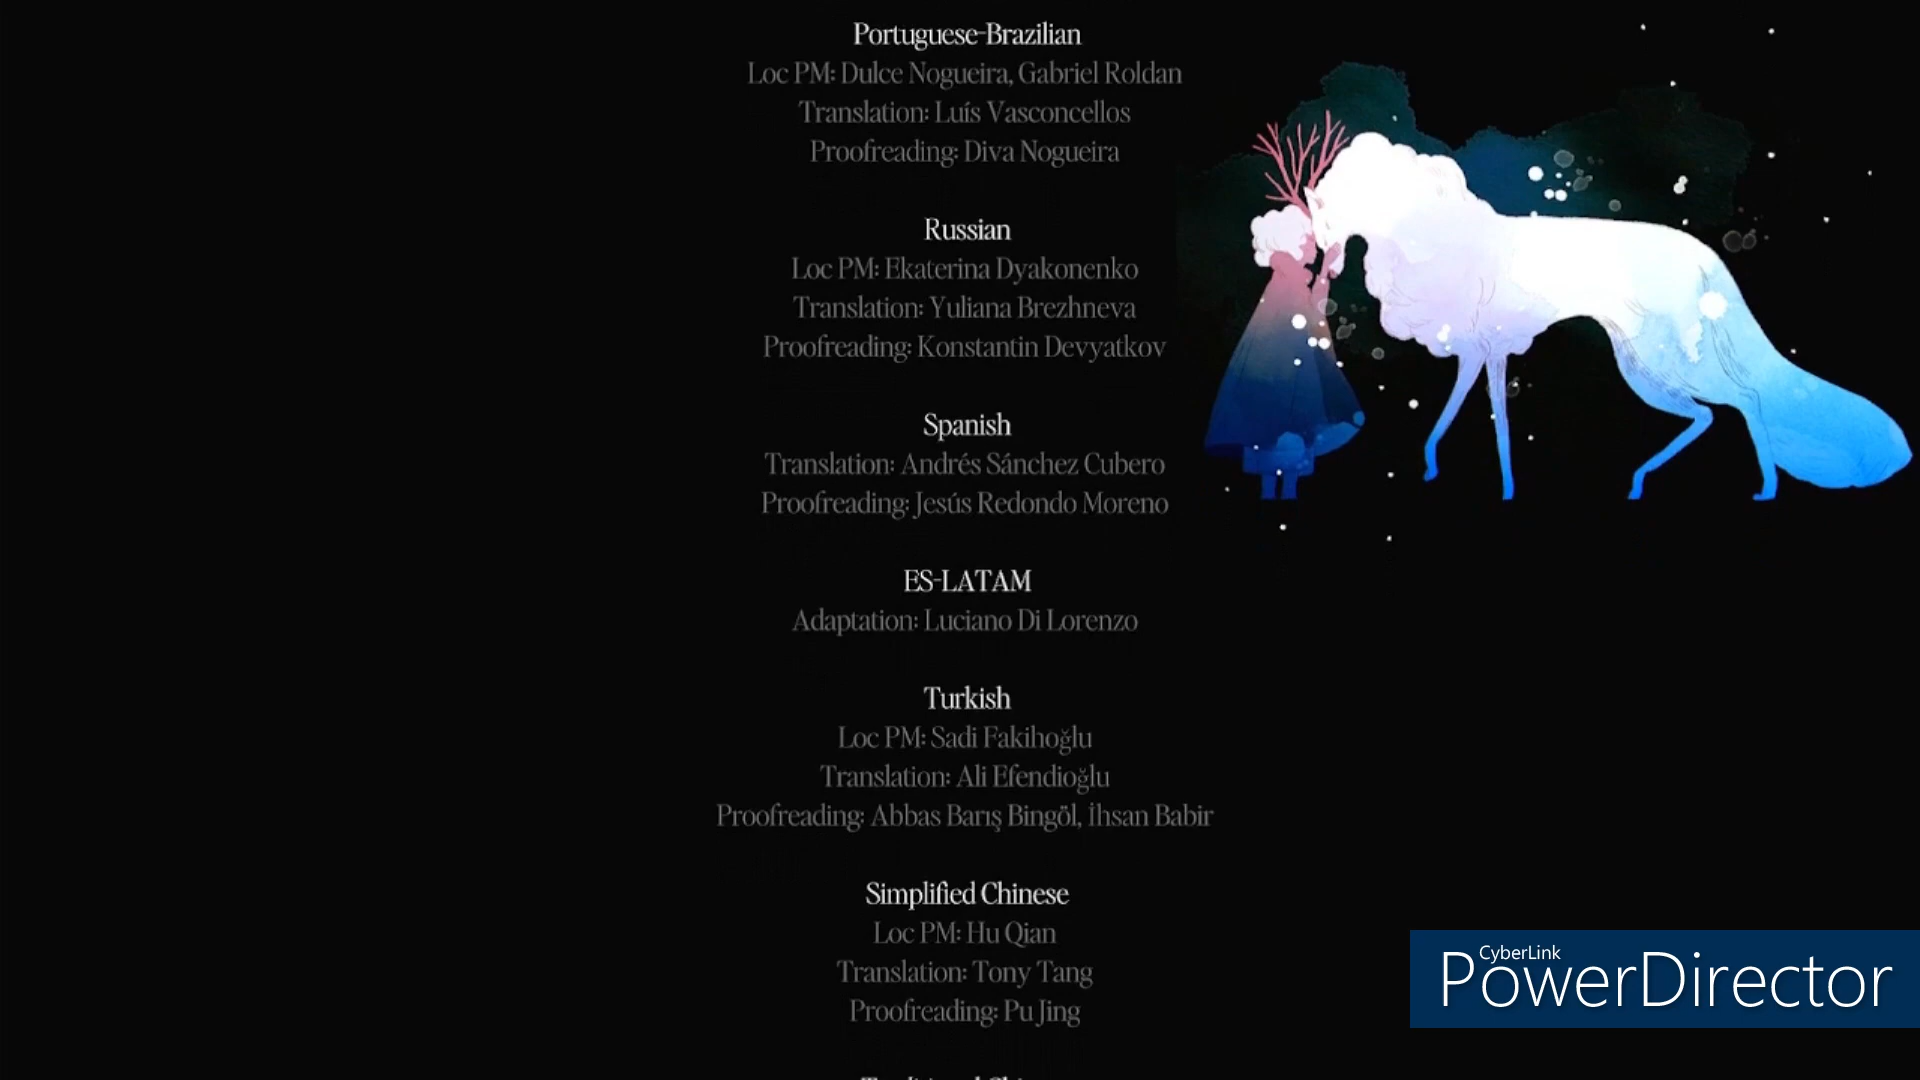 Portuguese-Brazilian
Loc PM: Dulce Nogueira, Gabriel Roldan
Translation: Luís Vasconcellos
Proofreading: Diva Nogueira
Russian
Loc PM: Ekaterina Dyakonenko
Translation: Yuliana Brezhneva
Proofreading: Konstantin Devyatkov
Spanish
Translation: Andrés Sánchez Cubero
Proofreading: Jesús Redondo Moreno
ES-LATAM
Adaptation: Luciano Di Lorenzo
Turkish
Loc PM: Sadi Fakihoğlu
Translation: Ali Efendioğlu
Proofreading: Abbas Barış Bingöl, İhsan Babir
Simplified Chinese
Loc PM: Hu Qian
Translation: Tony Tang
Proofreading: Pu Jing
CyberLink
PowerDirector